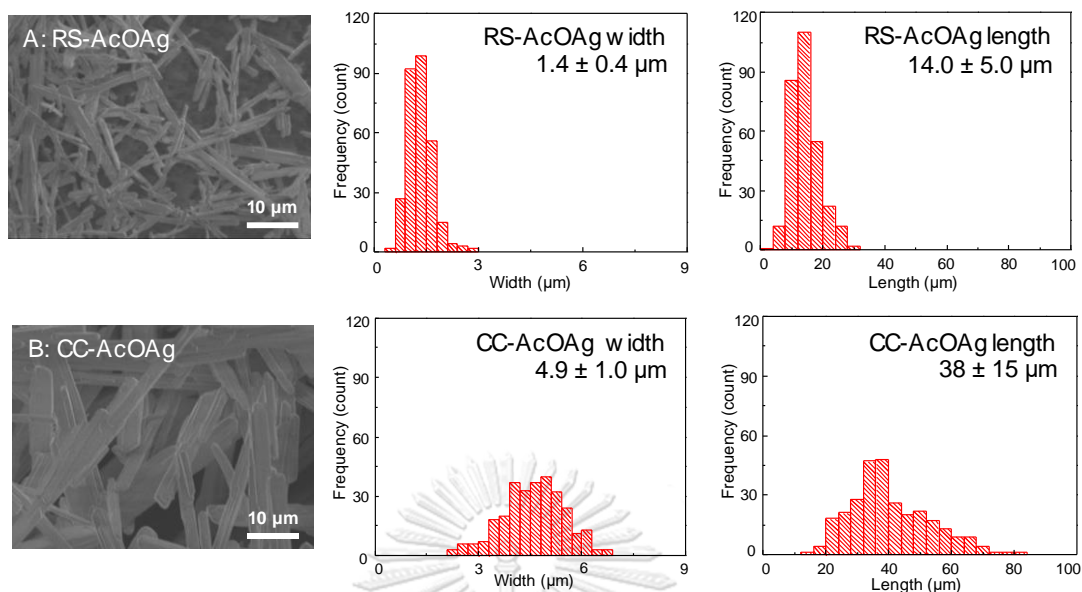 A: RS-AcOAg
10 µm
120
90
60
30
0
Frequency (count)
RS-AcOAg width
1.4 ± 0.4 µm
0 3 6 9
Width (µm)
120
90
60
30
0
Frequency (count)
RS-AcOAg length
14.0 ± 5.0 µm
0 20 40 60 80 100
Length (µm)
B: CC-AcOAg
10 µm
120
90
60
30
0
Frequency (count)
CC-AcOAg width
4.9 ± 1.0 µm
0 3 6 9
Width (µm)
120
90
60
30
0
Frequency (count)
CC-AcOAg length
38 ± 15 µm
0 20 40 60 80 100
Length (µm)